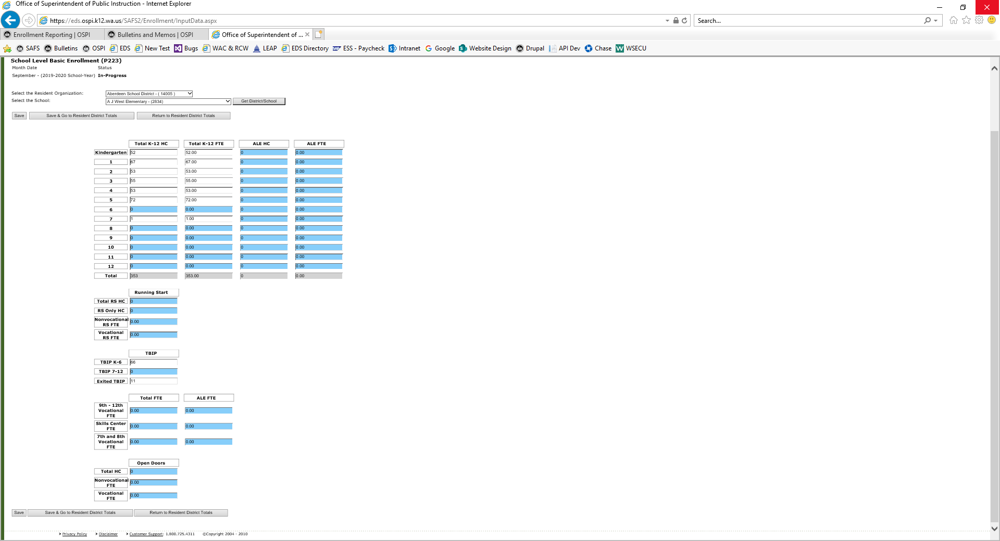 Office of Superintendent of Public Instruction - Internet Explorer
https://eds.ospi.k12.wa.us/SAFS2/Enrollment/InputData.aspx
Search...
Enrollment Reporting | OSPI
Bulletins and Memos | OSPI
Office of Superintendent of ...
SAFS Bulletins OSPI EDS New Test Bugs WAC & RCW LEAP EDS Directory ESS - Paycheck Intranet Google Website Design Drupal API Dev Chase WSECU
School Level Basic Enrollment (P223)
Month Date Status
September - (2019-2020 School-Year) In-Progress
Select the Resident Organization: Aberdeen School District - ( 14005 )
Select the School: A J West Elementary - (2834) Get District/School
Save Save & Go to Resident District Totals Return to Resident District Totals
Total K-12 HC Total K-12 FTE ALE HC ALE FTE
Kindergarten 52 52.00 0 0.00
1 67 67.00 0 0.00
2 53 53.00 0 0.00
3 55 55.00 0 0.00
4 53 53.00 0 0.00
5 72 72.00 0 0.00
6 0 0.00 0 0.00
7 1 1.00 0 0.00
8 0 0.00 0 0.00
9 0 0.00 0 0.00
10 0 0.00 0 0.00
11 0 0.00 0 0.00
12 0 0.00 0 0.00
Total 353 353.00 0 0.00
Running Start
Total RS HC 0
RS Only HC 0
Nonvocational
RS FTE 0.00
Vocational
RS FTE 0.00
TBIP
TBIP K-6 66
TBIP 7-12 0
Exited TBIP 11
Total FTE ALE FTE
9th - 12th
Vocational 0.00 0.00
FTE
Skills Center
FTE 0.00 0.00
7th and 8th
Vocational 0.00 0.00
FTE
Open Doors
Total HC 0
Nonvocational
FTE 0.00
Vocational
FTE 0.00
Save Save & Go to Resident District Totals Return to Resident District Totals
Privacy Policy Disclaimer Customer Support: 1.800.725.4311 ©Copyright 2004 - 2010